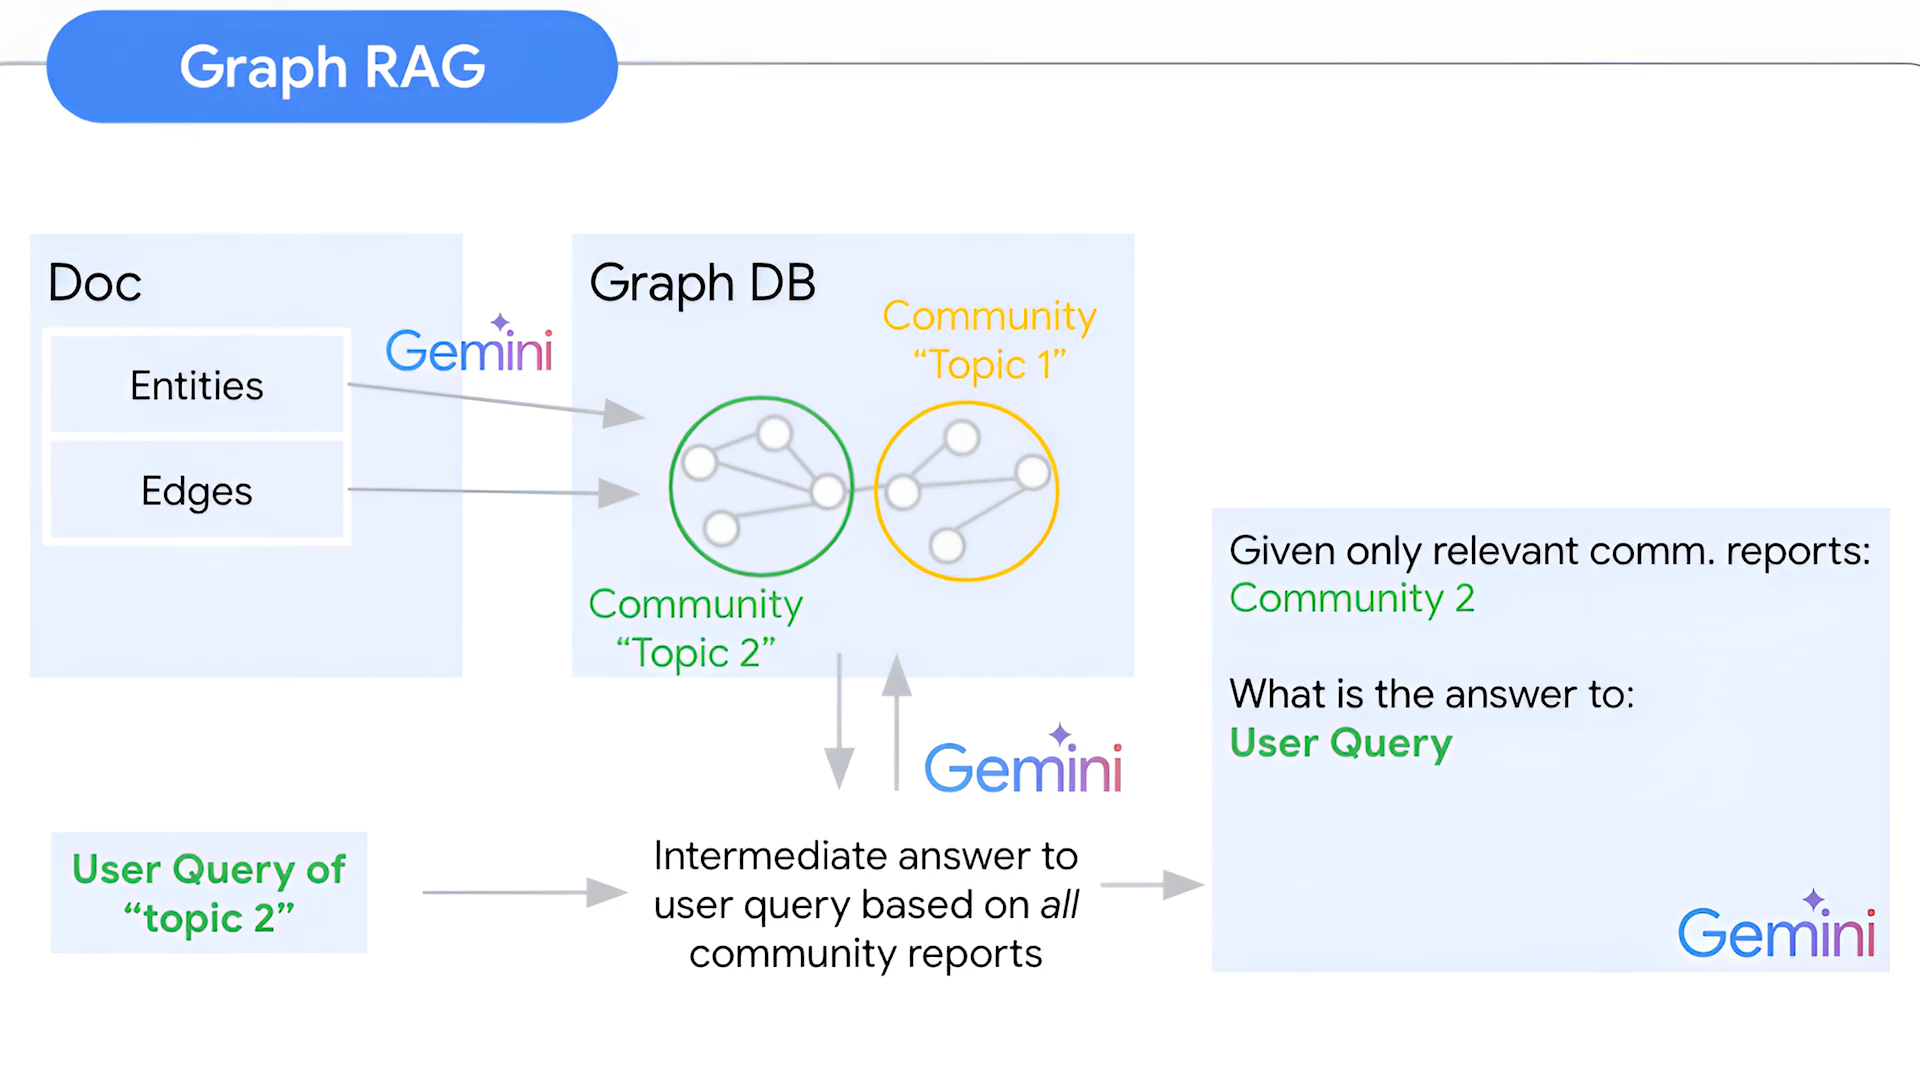 Graph RAG
Doc
Entities
Edges
Gemini
Graph DB
Community
“Topic 1”
Community
“Topic 2”
Gemini
User Query of
“topic 2”
Intermediate answer to
user query based on all
community reports
Given only relevant comm. reports:
Community 2
What is the answer to:
User Query
Gemini